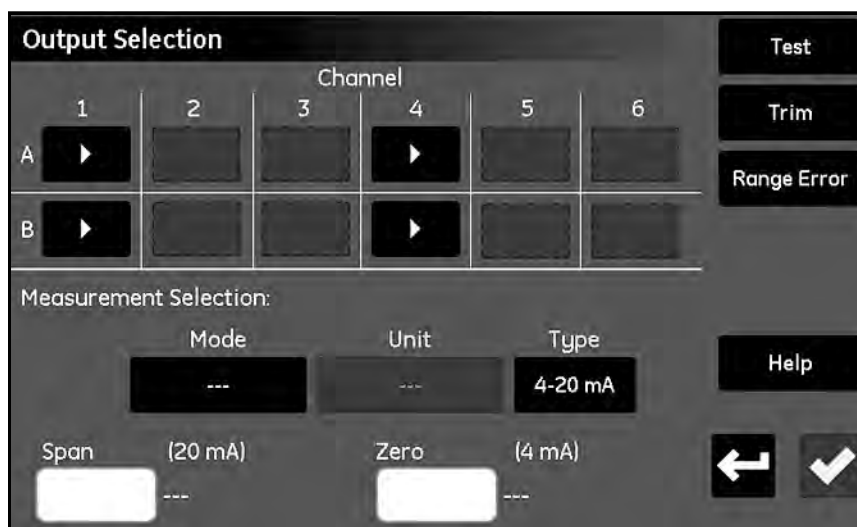 Output Selection
Channel
1 2 3 4 5 6
A
B
Measurement Selection:
Mode Unit Type
--- --- 4-20 mA
Span (20 mA) Zero (4 mA)
--- ---
Test
Trim
Range Error
Help